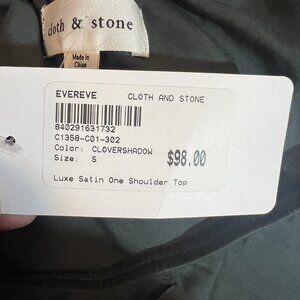 cloth & stone
Made in
China
EVEREVE CLOTH AND STONE
840291631732
C1358-C01-302
Color: CLOVERSHADOW
Size: S
$98.00
Luxe Satin One Shoulder Top